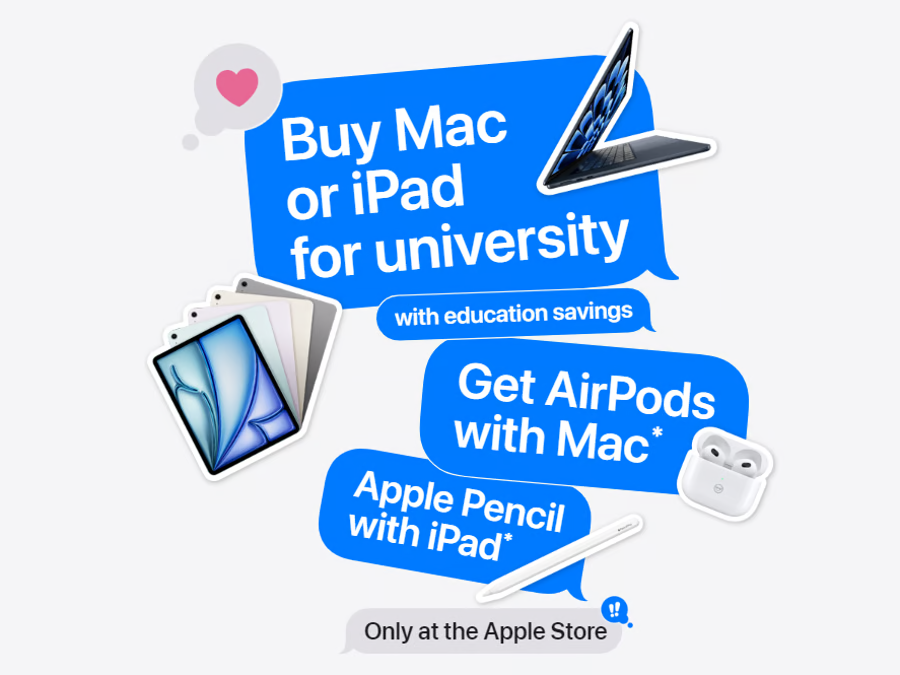 Buy Mac
or iPad
for university
with education savings
Get AirPods
with Mac*
Apple Pencil
with iPad*
!!
Only at the Apple Store